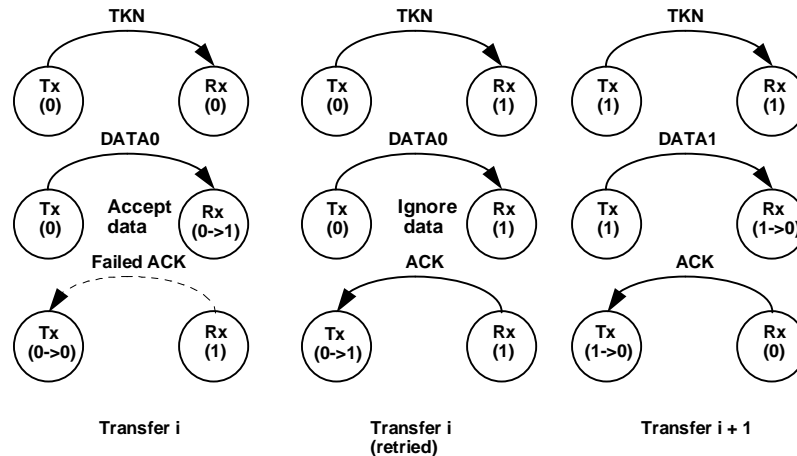 TKN
Tx
(0)
Rx
(0)
TKN
Tx
(0)
Rx
(1)
TKN
Tx
(1)
Rx
(1)
DATA0
Tx
(0)
Accept
data
Rx
(0->1)
DATA0
Tx
(0)
Ignore
data
Rx
(1)
DATA1
Tx
(1)
Rx
(1->0)
Failed ACK
Tx
(0->0)
Rx
(1)
ACK
Tx
(0->1)
Rx
(1)
ACK
Tx
(1->0)
Rx
(0)
Transfer i
Transfer i
(retried)
Transfer i + 1